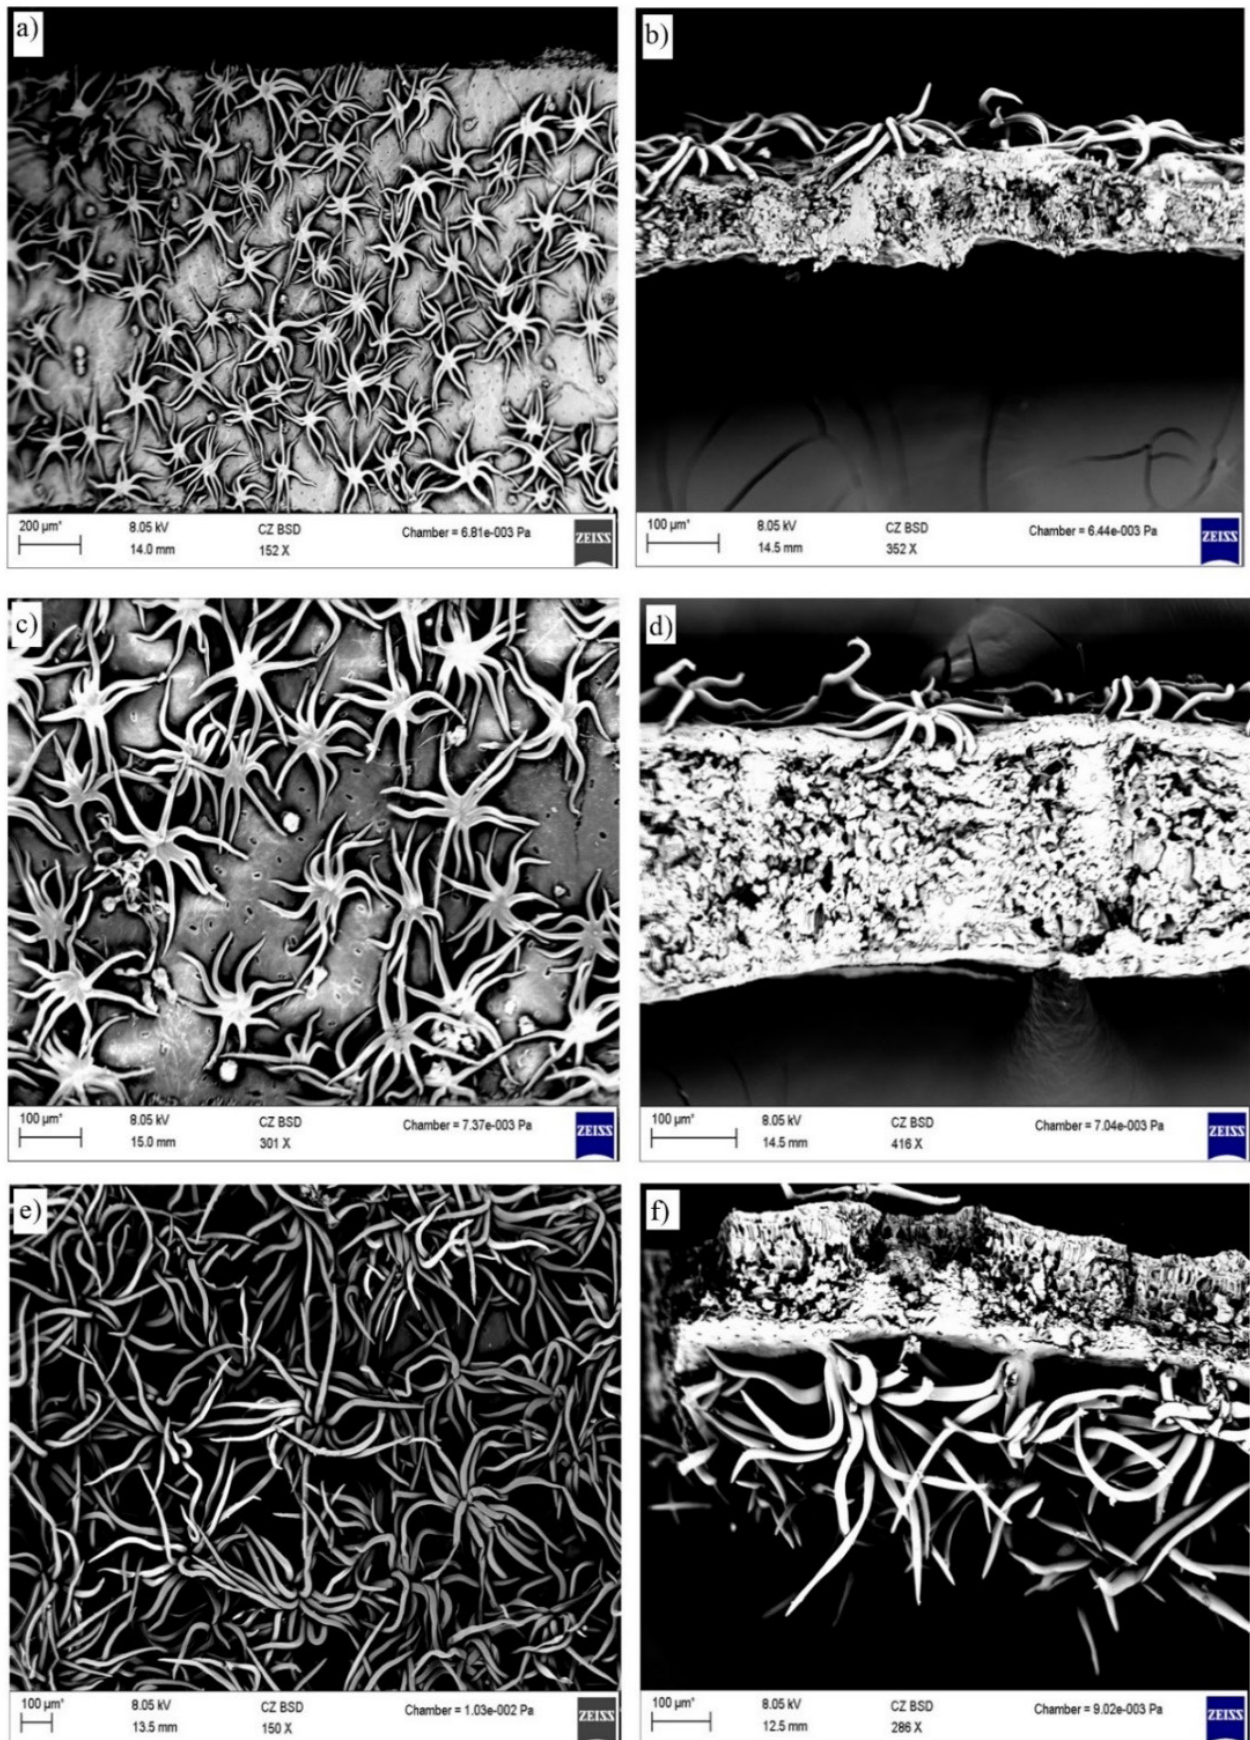 a)
200 µm*
8.05 kV
14.0 mm
CZ BSD
152 X
Chamber = 6.81e-003 Pa
ZEISS
b)
100 µm*
8.05 kV
14.5 mm
CZ BSD
352 X
Chamber = 6.44e-003 Pa
ZEISS
c)
100 µm*
8.05 kV
15.0 mm
CZ BSD
301 X
Chamber = 7.37e-003 Pa
ZEISS
d)
100 µm*
8.05 kV
14.5 mm
CZ BSD
416 X
Chamber = 7.04e-003 Pa
ZEISS
e)
100 µm*
8.05 kV
13.5 mm
CZ BSD
150 X
Chamber = 1.03e-002 Pa
ZEISS
f)
100 µm*
8.05 kV
12.5 mm
CZ BSD
286 X
Chamber = 9.02e-003 Pa
ZEISS